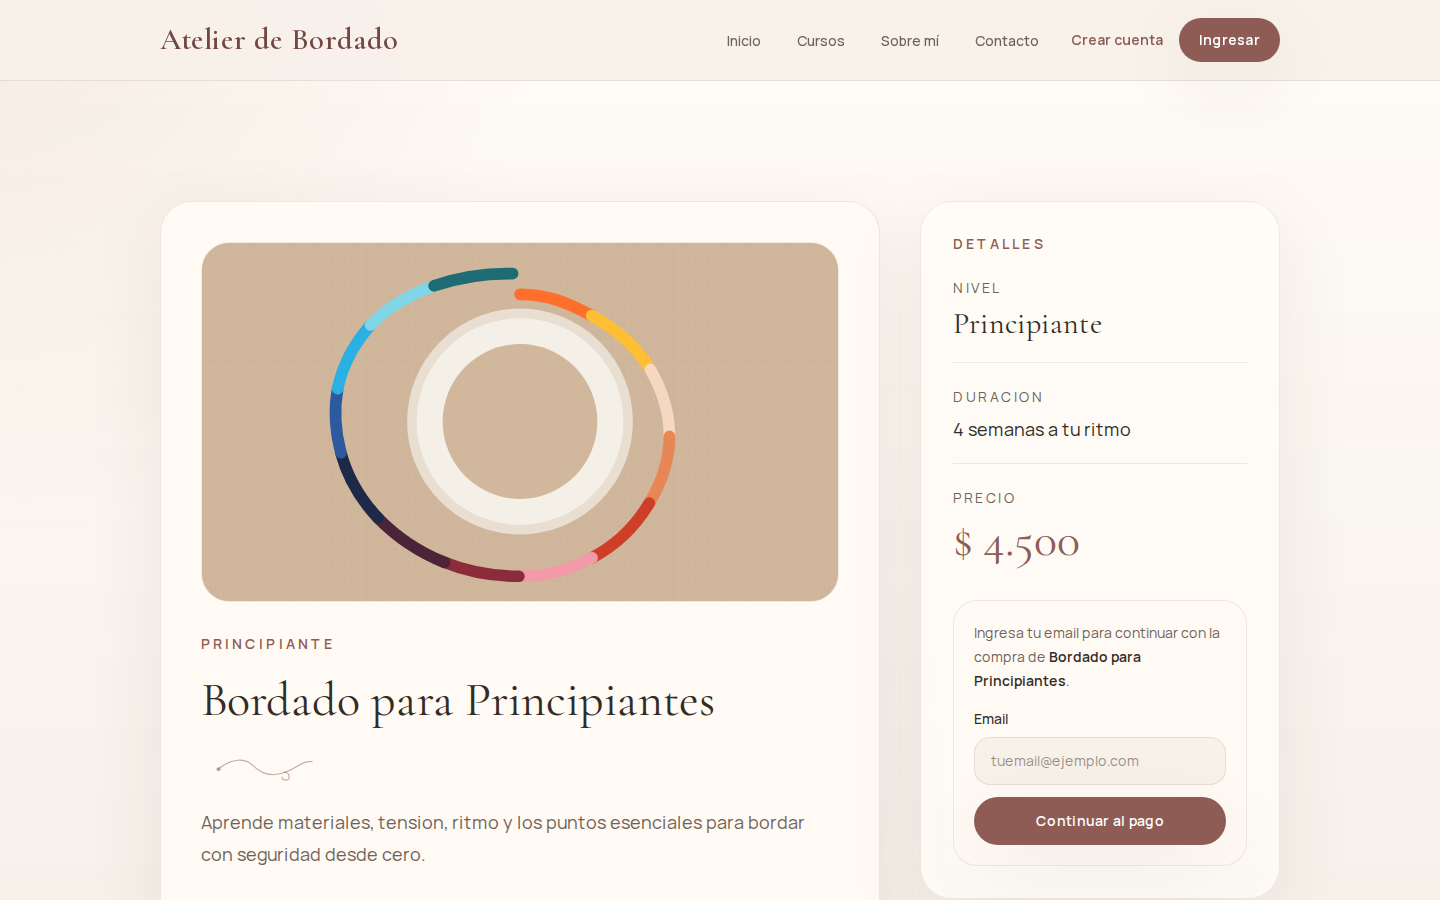 Atelier de Bordado
Inicio
Cursos
Sobre mí
Contacto
Crear cuenta
Ingresar
PRINCIPIANTE
Bordado para Principiantes
Aprende materiales, tension, ritmo y los puntos esenciales para bordar
con seguridad desde cero.
DETALLES
NIVEL
Principiante
DURACION
4 semanas a tu ritmo
PRECIO
$ 4.500
Ingresa tu email para continuar con la
compra de Bordado para
Principiantes.
Email
tuemail@ejemplo.com
Continuar al pago